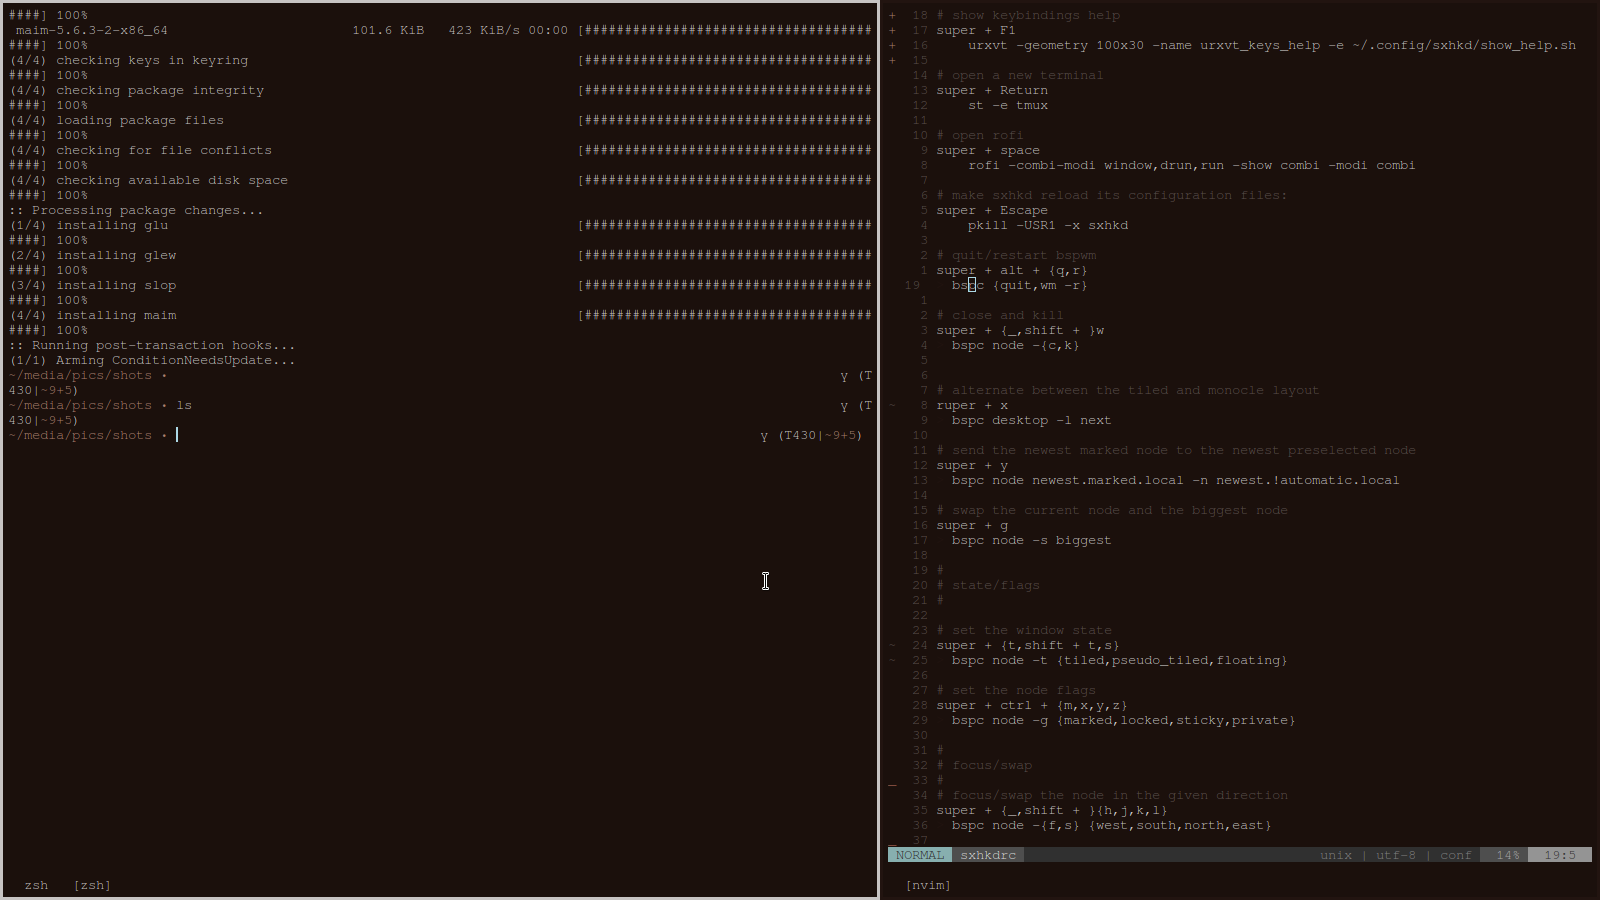 ####] 100%
maim-5.6.3-2-x86_64 101.6 KiB 423 KiB/s 00:00 [####################################
####] 100%
(4/4) checking keys in keyring [####################################
####] 100%
(4/4) checking package integrity [####################################
####] 100%
(4/4) loading package files [####################################
####] 100%
(4/4) checking for file conflicts [####################################
####] 100%
(4/4) checking available disk space [####################################
####] 100%
:: Processing package changes...
(1/4) installing glu [####################################
####] 100%
(2/4) installing glew [####################################
####] 100%
(3/4) installing slop [####################################
####] 100%
(4/4) installing maim [####################################
####] 100%
:: Running post-transaction hooks...
(1/1) Arming ConditionNeedsUpdate...
~/media/pics/shots • γ (T
430|~9+5)
~/media/pics/shots • ls γ (T
430|~9+5)
~/media/pics/shots • γ (T430|~9+5)
zsh [zsh]
+ 18 # show keybindings help
+ 17 super + F1
+ 16 urxvt -geometry 100x30 -name urxvt_keys_help -e ~/.config/sxhkd/show_help.sh
+ 15
14 # open a new terminal
13 super + Return
12 st -e tmux
11
10 # open rofi
9 super + space
8 rofi -combi-modi window,drun,run -show combi -modi combi
7
6 # make sxhkd reload its configuration files:
5 super + Escape
4 pkill -USR1 -x sxhkd
3
2 # quit/restart bspwm
1 super + alt + {q,r}
19 bspc {quit,wm -r}
1
2 # close and kill
3 super + {_,shift + }w
4 bspc node -{c,k}
5
6
7 # alternate between the tiled and monocle layout
~ 8 ruper + x
9 bspc desktop -l next
10
11 # send the newest marked node to the newest preselected node
12 super + y
13 bspc node newest.marked.local -n newest.!automatic.local
14
15 # swap the current node and the biggest node
16 super + g
17 bspc node -s biggest
18
19 #
20 # state/flags
21 #
22
23 # set the window state
~ 24 super + {t,shift + t,s}
~ 25 bspc node -t {tiled,pseudo_tiled,floating}
26
27 # set the node flags
28 super + ctrl + {m,x,y,z}
29 bspc node -g {marked,locked,sticky,private}
30
31 #
32 # focus/swap
_ 33 #
34 # focus/swap the node in the given direction
35 super + {_,shift + }{h,j,k,l}
36 bspc node -{f,s} {west,south,north,east}
_ 37
NORMAL sxhkdrc unix | utf-8 | conf 14% 19:5
[nvim]